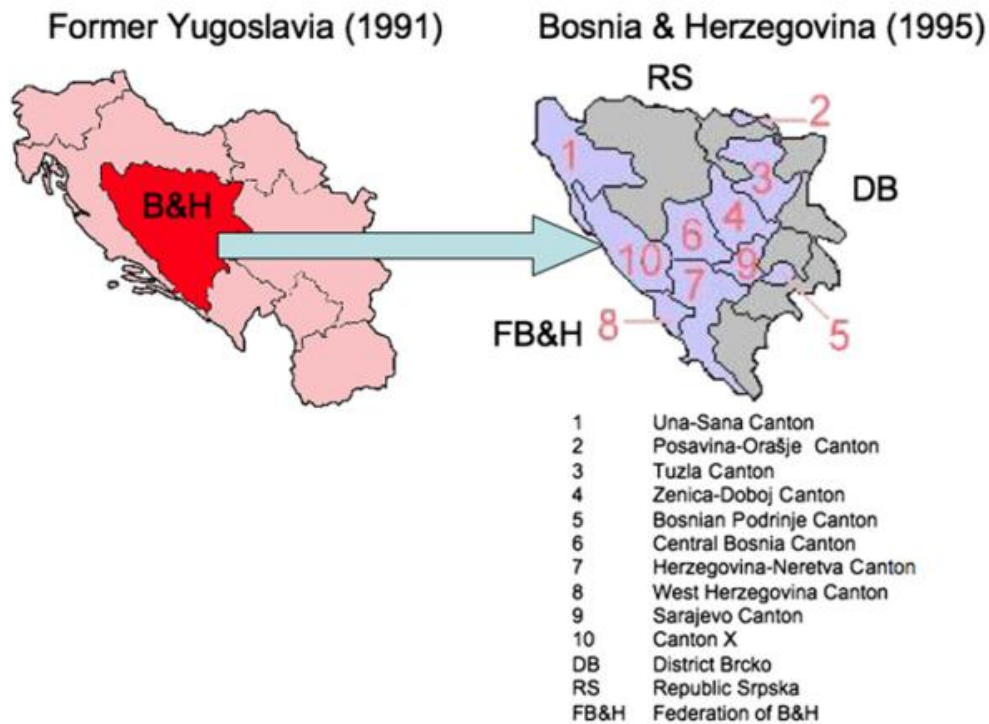 Former Yugoslavia (1991)
Bosnia & Herzegovina (1995)
B&H
RS
2
1
3
DB
4
6
10
9
7
FB&H
8
5
1 Una-Sana Canton
2 Posavina-Orašje Canton
3 Tuzla Canton
4 Zenica-Doboj Canton
5 Bosnian Podrinje Canton
6 Central Bosnia Canton
7 Herzegovina-Neretva Canton
8 West Herzegovina Canton
9 Sarajevo Canton
10 Canton X
DB District Brcko
RS Republic Srpska
FB&H Federation of B&H